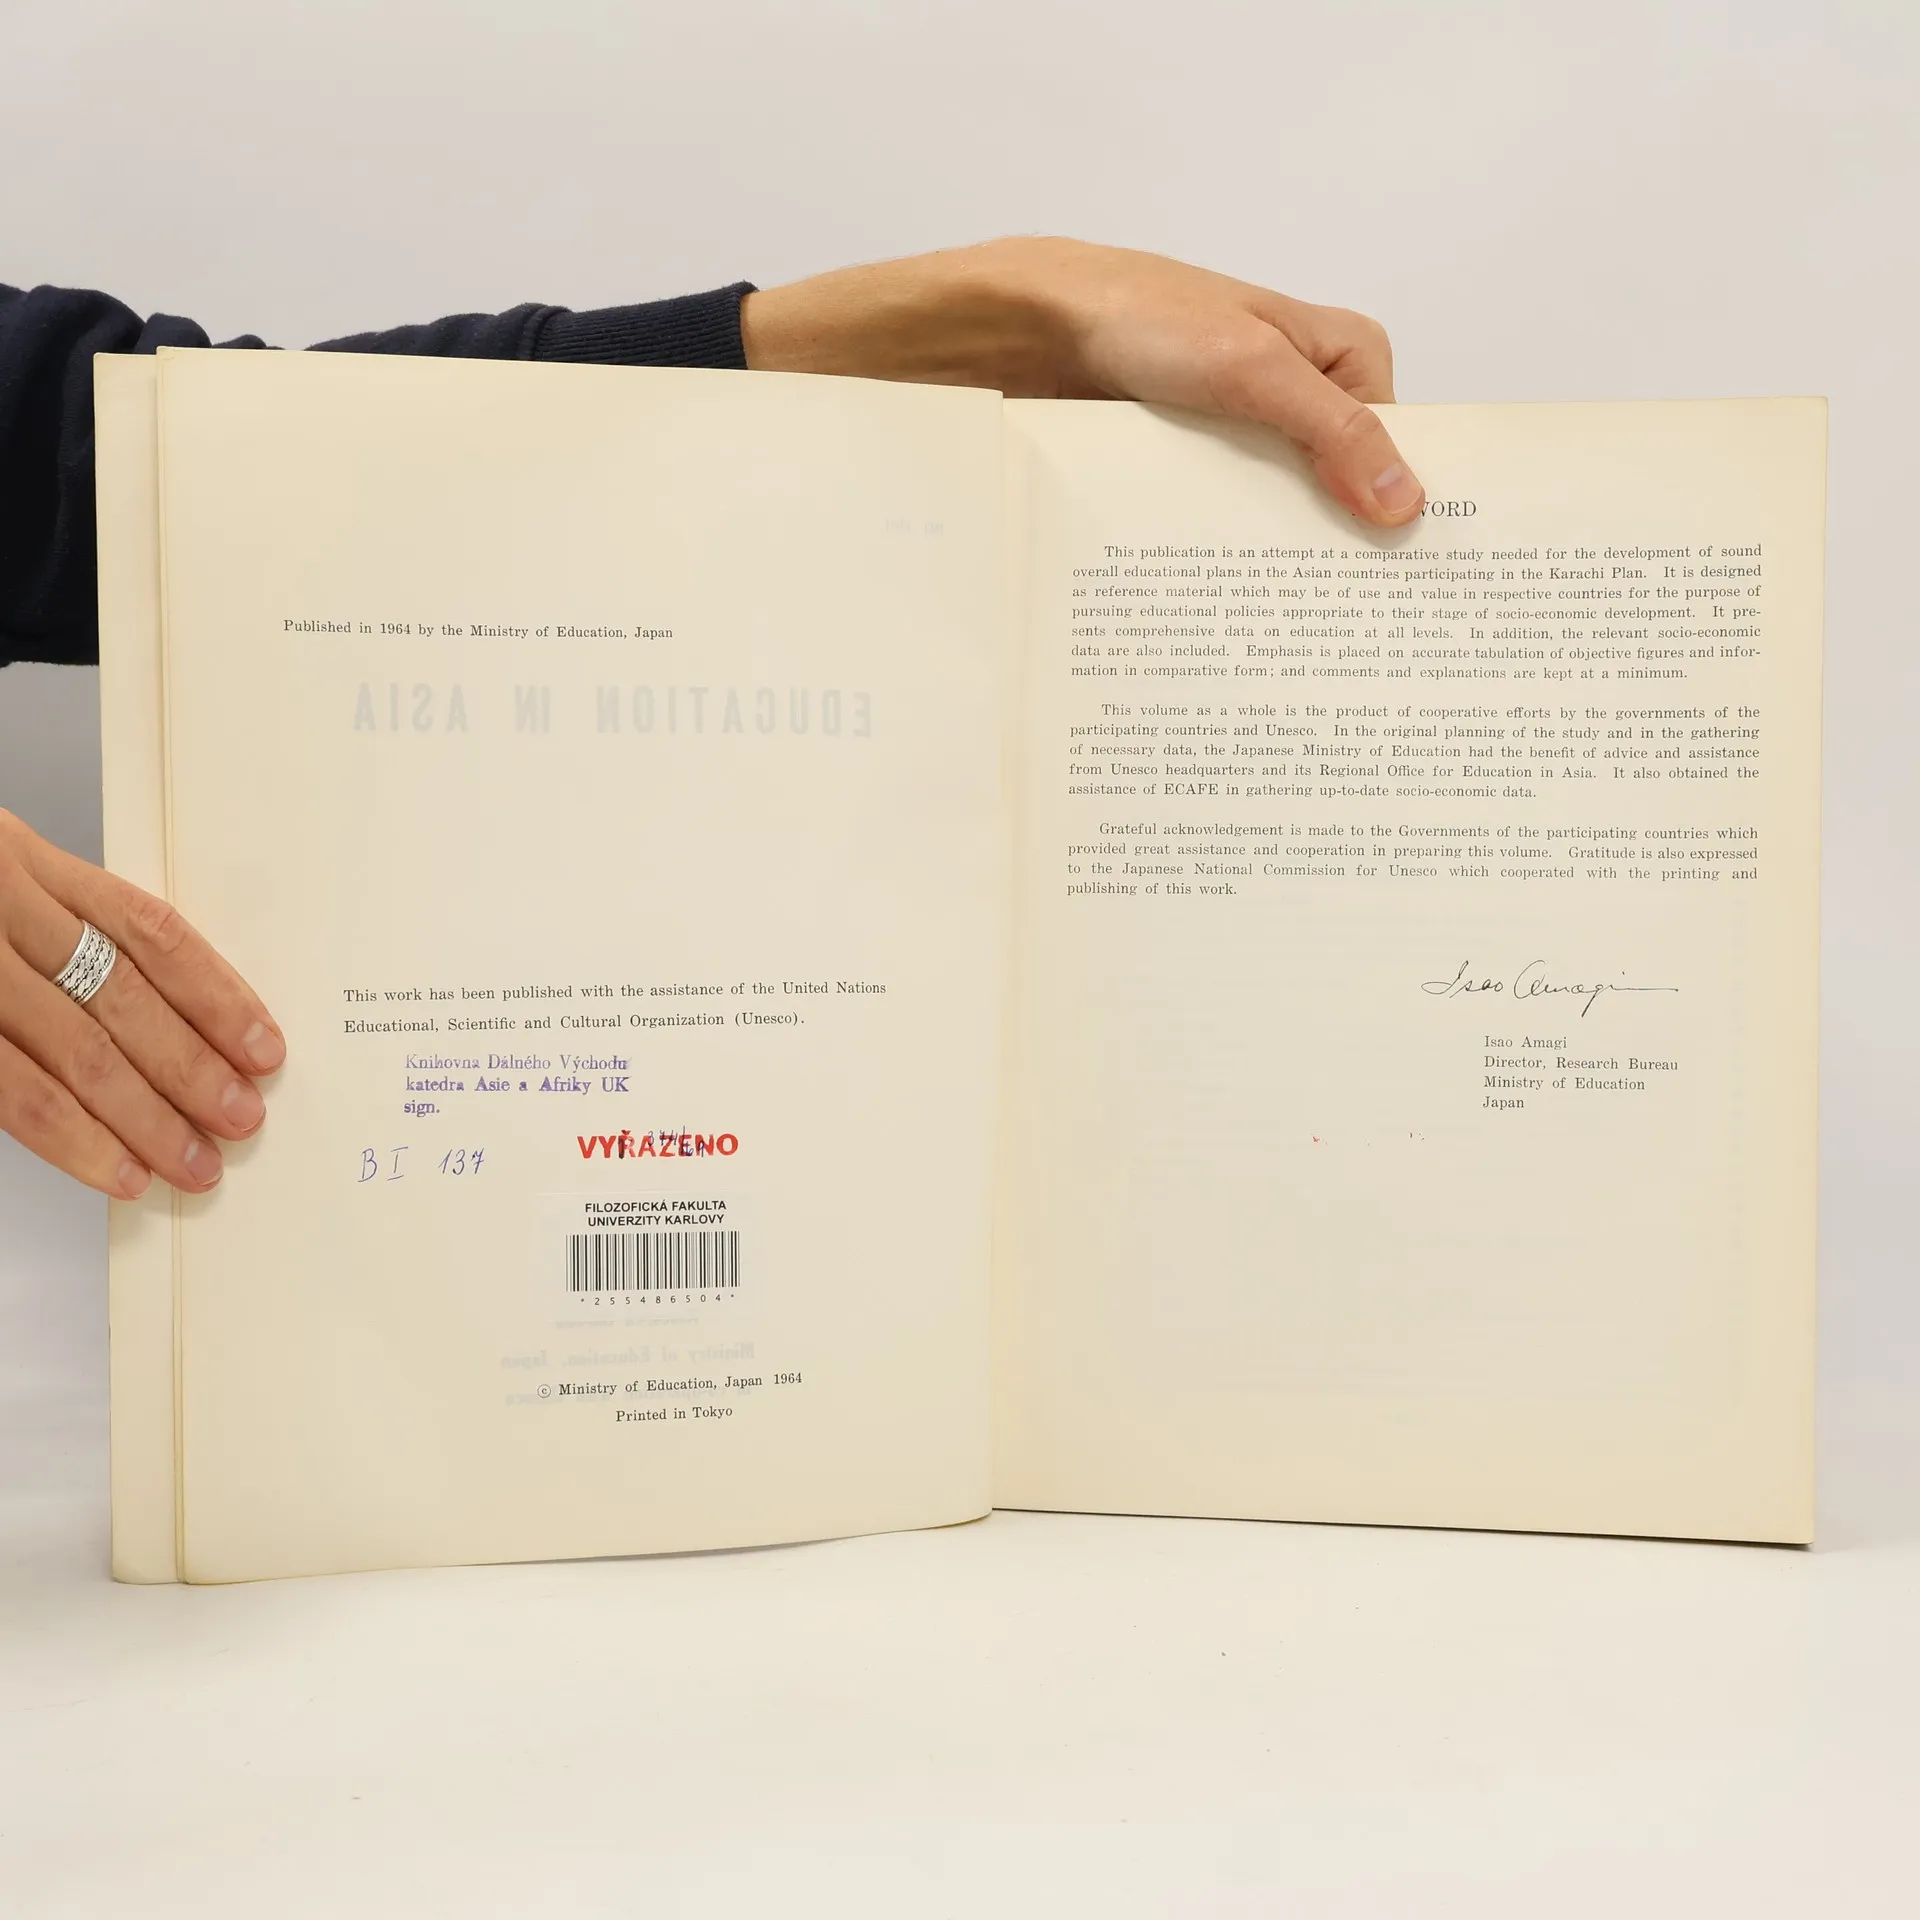 Published in 1964 by the Ministry of Education, Japan
EDUCATION IN ASIA
This work has been published with the assistance of the United Nations
Educational, Scientific and Cultural Organization (Unesco).
Knihovna Dálného Východu
katedra Asie a Afriky UK
sign.
B I 137
VYŘAZENO
FILOZOFICKÁ FAKULTA
UNIVERZITY KARLOVY
*255486504*
Ministry of Education, Japan
© Ministry of Education, Japan 1964
Printed in Tokyo
WORD
This publication is an attempt at a comparative study needed for the development of sound
overall educational plans in the Asian countries participating in the Karachi Plan. It is designed
as reference material which may be of use and value in respective countries for the purpose of
pursuing educational policies appropriate to their stage of socio-economic development. It pre-
sents comprehensive data on education at all levels. In addition, the relevant socio-economic
data are also included. Emphasis is placed on accurate tabulation of objective figures and infor-
mation in comparative form; and comments and explanations are kept at a minimum.
This volume as a whole is the product of cooperative efforts by the governments of the
participating countries and Unesco. In the original planning of the study and in the gathering
of necessary data, the Japanese Ministry of Education had the benefit of advice and assistance
from Unesco headquarters and its Regional Office for Education in Asia. It also obtained the
assistance of ECAFE in gathering up-to-date socio-economic data.
Grateful acknowledgement is made to the Governments of the participating countries which
provided great assistance and cooperation in preparing this volume. Gratitude is also expressed
to the Japanese National Commission for Unesco which cooperated with the printing and
publishing of this work.
Isao Amagi
Isao Amagi
Director, Research Bureau
Ministry of Education
Japan